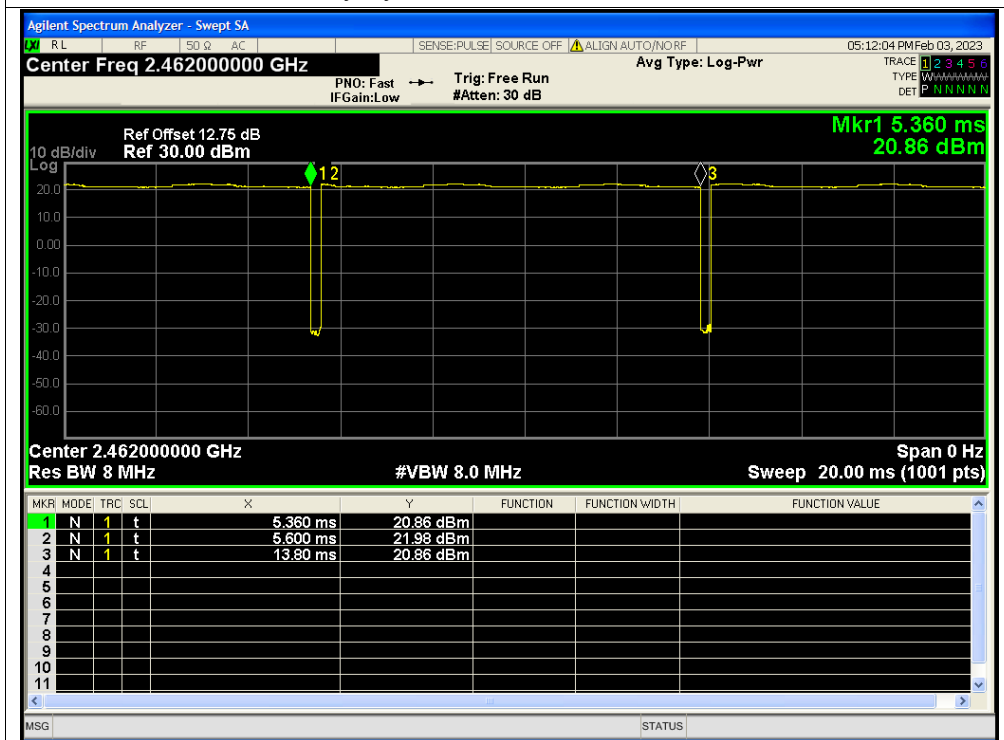 Agilent Spectrum Analyzer - Swept SA
LXI RL RF 50 Ω AC SENSE:PULSE SOURCE OFF ALIGN AUTO/NO RF 05:12:04 PM Feb 03, 2023
Center Freq 2.462000000 GHz Avg Type: Log-Pwr TRACE 1 2 3 4 5 6
PNO: Fast Trig: Free Run TYPE WWWWWW
IFGain:Low #Atten: 30 dB DET P N N N N N
Mkr1 5.360 ms
Ref Offset 12.75 dB
10 dB/div Ref 30.00 dBm 20.86 dBm
Log
1 2 3
20.0
10.0
0.00
-10.0
-20.0
-30.0
-40.0
-50.0
-60.0
Center 2.462000000 GHz Span 0 Hz
Res BW 8 MHz #VBW 8.0 MHz Sweep 20.00 ms (1001 pts)
MKR MODE TRC SCL X Y FUNCTION FUNCTION WIDTH FUNCTION VALUE
1 N 1 t 5.360 ms 20.86 dBm
2 N 1 t 5.600 ms 21.98 dBm
3 N 1 t 13.80 ms 20.86 dBm
4
5
6
7
8
9
10
11
MSG STATUS